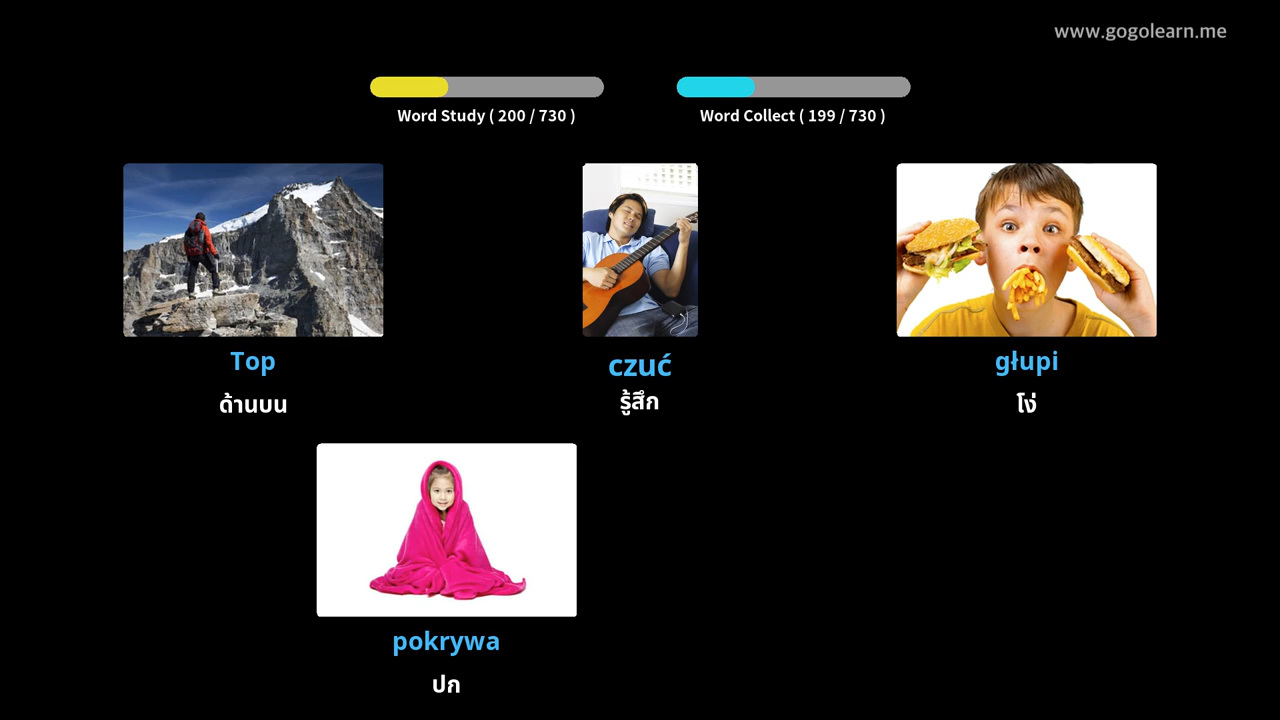 www.gogolearn.me
Word Study ( 200 / 730 )
Word Collect ( 199 / 730 )
Top
ด้านบน
czuć
รู้สึก
głupi
โง่
pokrywa
ปก